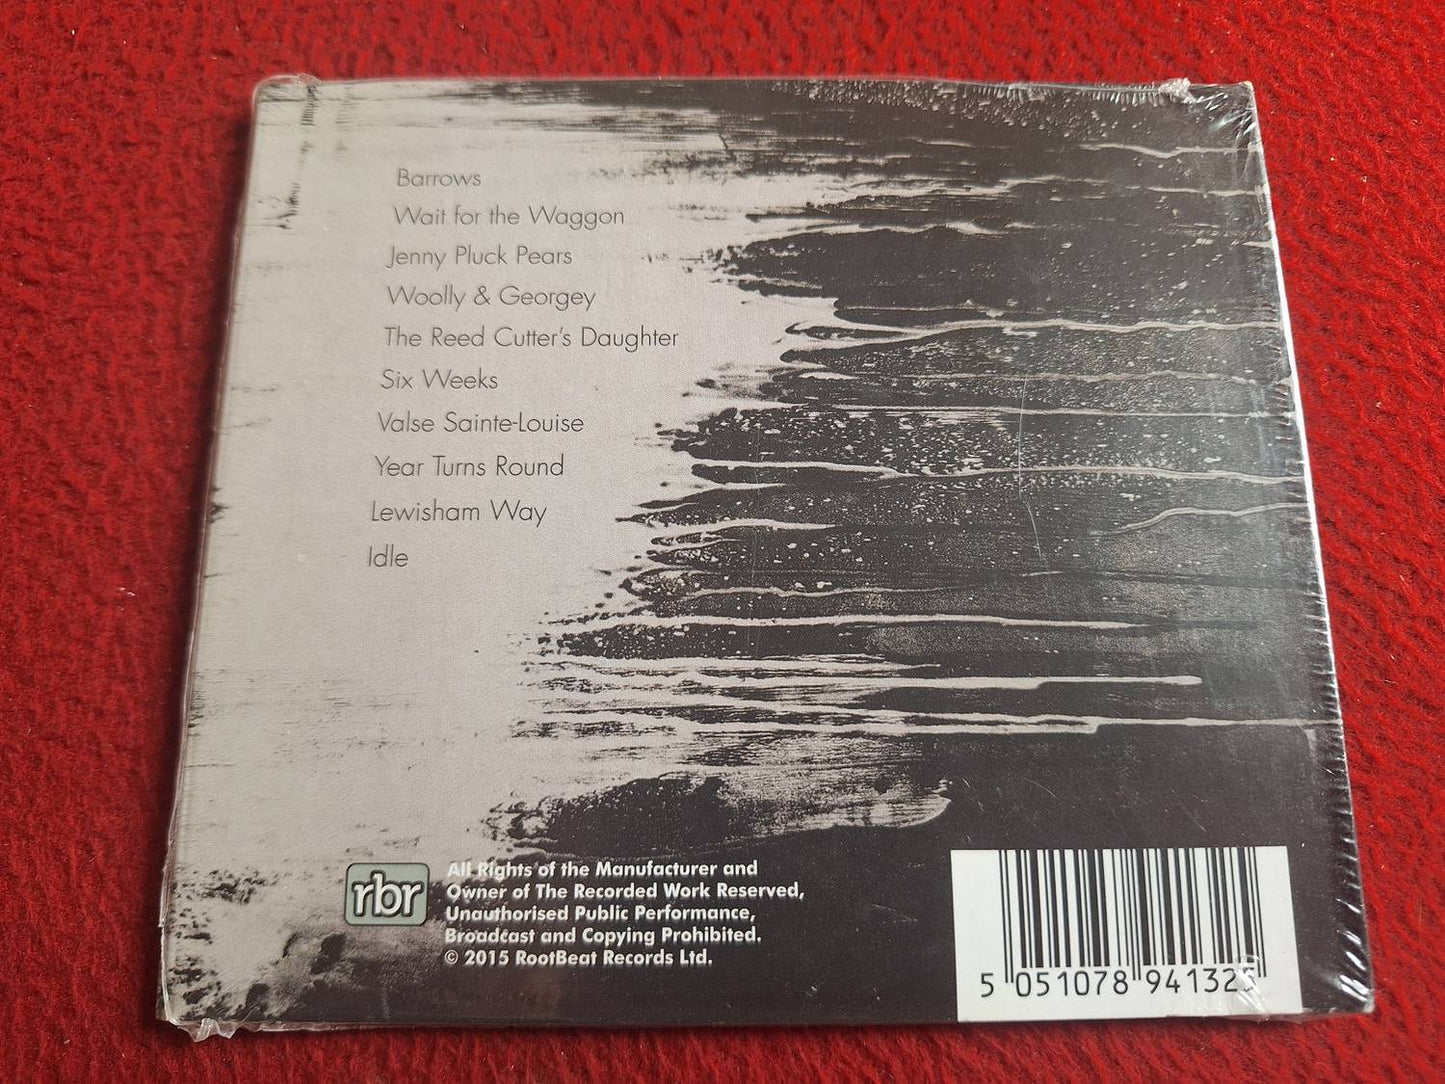 Barrows
Wait for the Waggon
Jenny Pluck Pears
Woolly & Georgey
The Reed Cutter's Daughter
Six Weeks
Valse Sainte-Louise
Year Turns Round
Lewisham Way
Idle
rbr
All Rights of the Manufacturer and
Owner of The Recorded Work Reserved,
Unauthorised Public Performance,
Broadcast and Copying Prohibited.
© 2015 RootBeat Records Ltd.
5 051078 941325